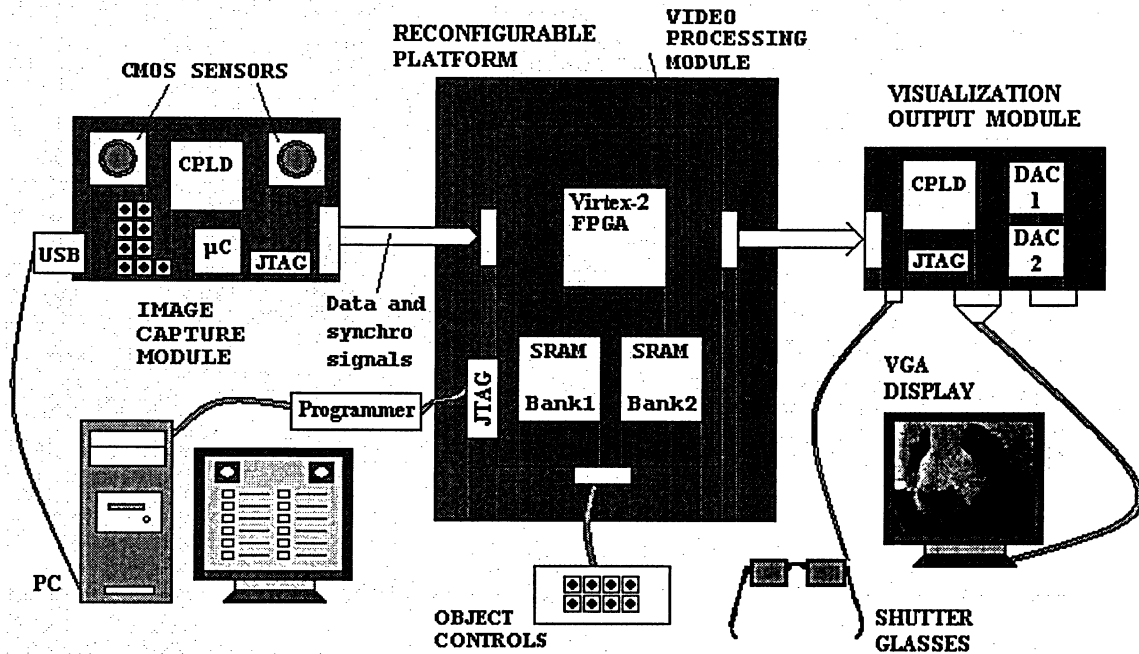 RECONFIGURABLE
PLATFORM
VIDEO
PROCESSING
MODULE
CMOS SENSORS
VISUALIZATION
OUTPUT MODULE
CPLD
µC
JTAG
USB
IMAGE
CAPTURE
MODULE
Data and
synchro
signals
Virtex-2
FPGA
SRAM
Bank1
SRAM
Bank2
JTAG
CPLD
JTAG
DAC
1
DAC
2
Programmer
PC
VGA
DISPLAY
OBJECT
CONTROLS
SHUTTER
GLASSES